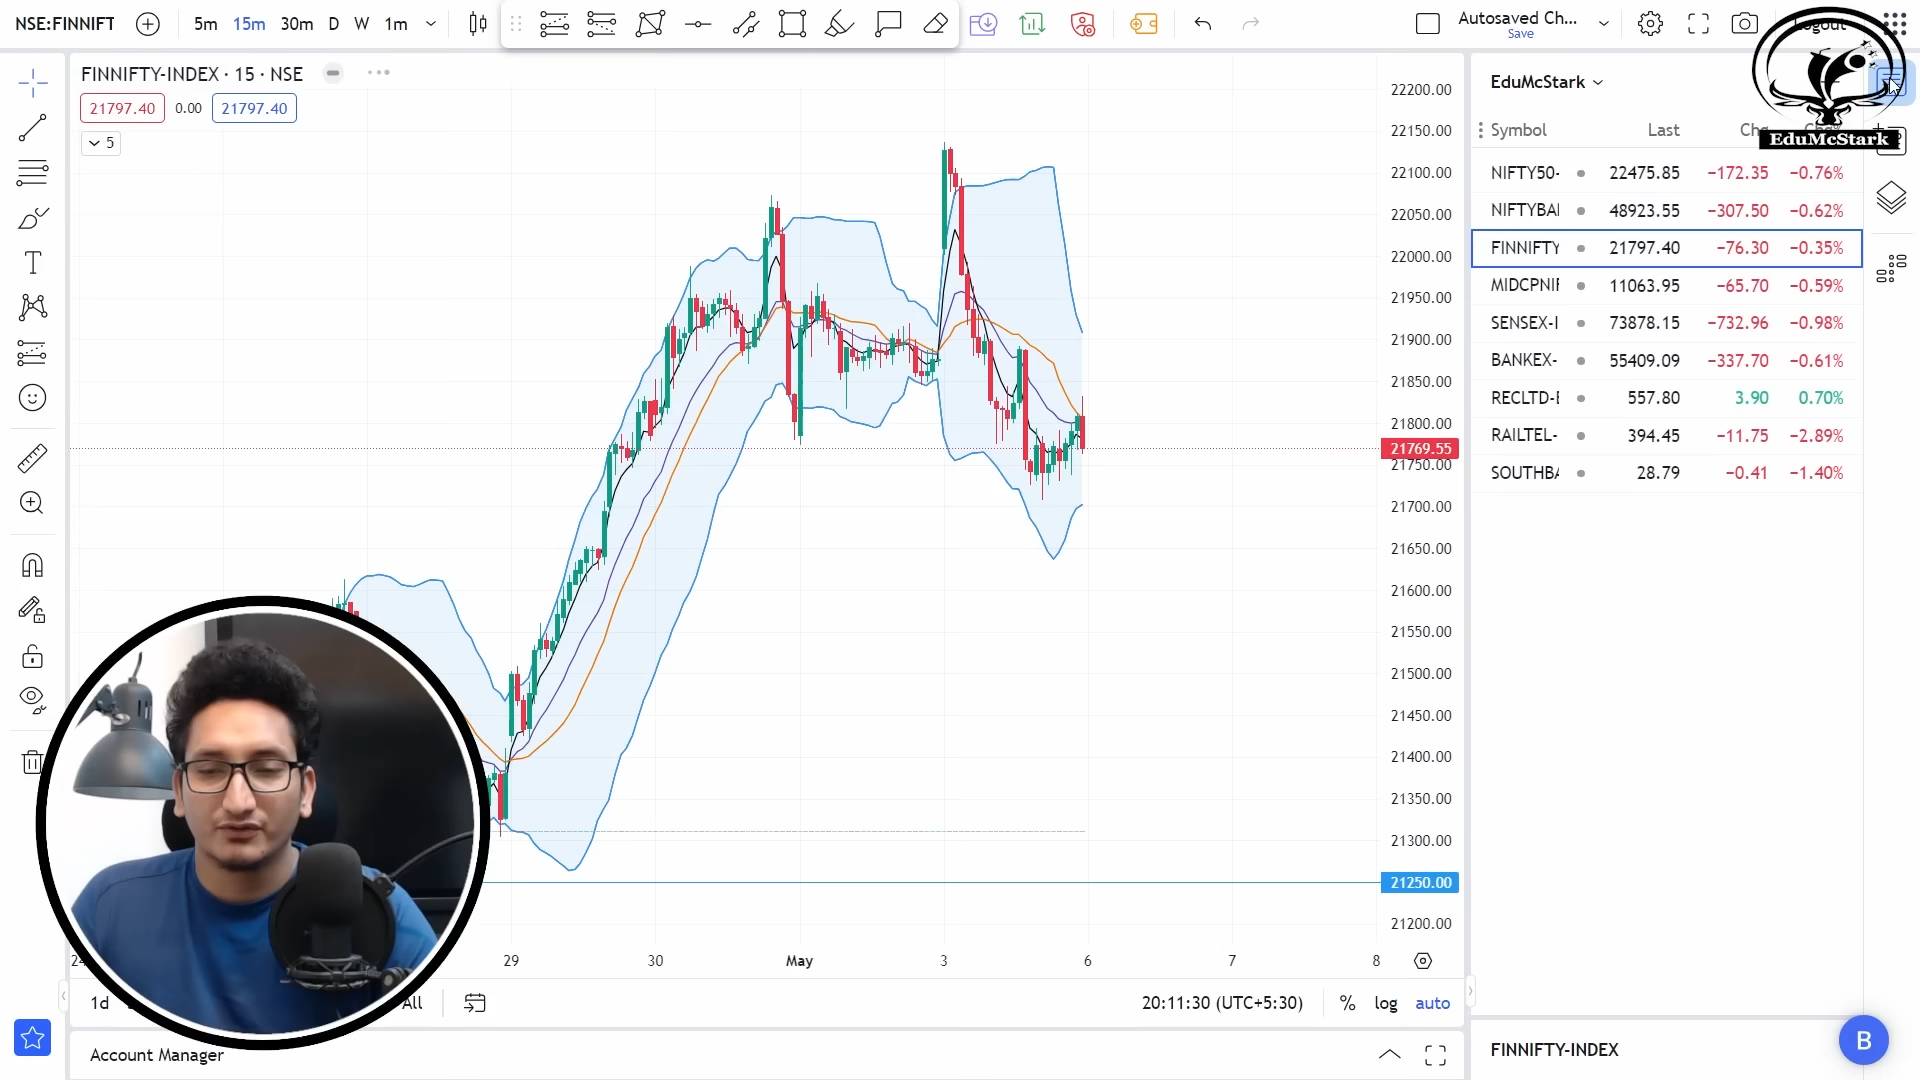 NSE:FINNIFT
5m 15m 30m D W 1m
Autosaved Ch...
Save
Logout
FINNIFTY-INDEX · 15 · NSE
21797.40 0.00 21797.40
5
22200.00
22150.00
22100.00
22050.00
22000.00
21950.00
21900.00
21850.00
21800.00
21769.55
21750.00
21700.00
21650.00
21600.00
21550.00
21500.00
21450.00
21400.00
21350.00
21300.00
21250.00
21200.00
29 30 May 3 6 7 8
1d All
20:11:30 (UTC+5:30) % log auto
Account Manager
EduMcStark
EduMcStark
Symbol Last Chg Chg%
NIFTY50- 22475.85 −172.35 −0.76%
NIFTYBAI 48923.55 −307.50 −0.62%
FINNIFTY 21797.40 −76.30 −0.35%
MIDCPNIF 11063.95 −65.70 −0.59%
SENSEX-I 73878.15 −732.96 −0.98%
BANKEX- 55409.09 −337.70 −0.61%
RECLTD-E 557.80 3.90 0.70%
RAILTEL- 394.45 −11.75 −2.89%
SOUTHBA 28.79 −0.41 −1.40%
FINNIFTY-INDEX
B